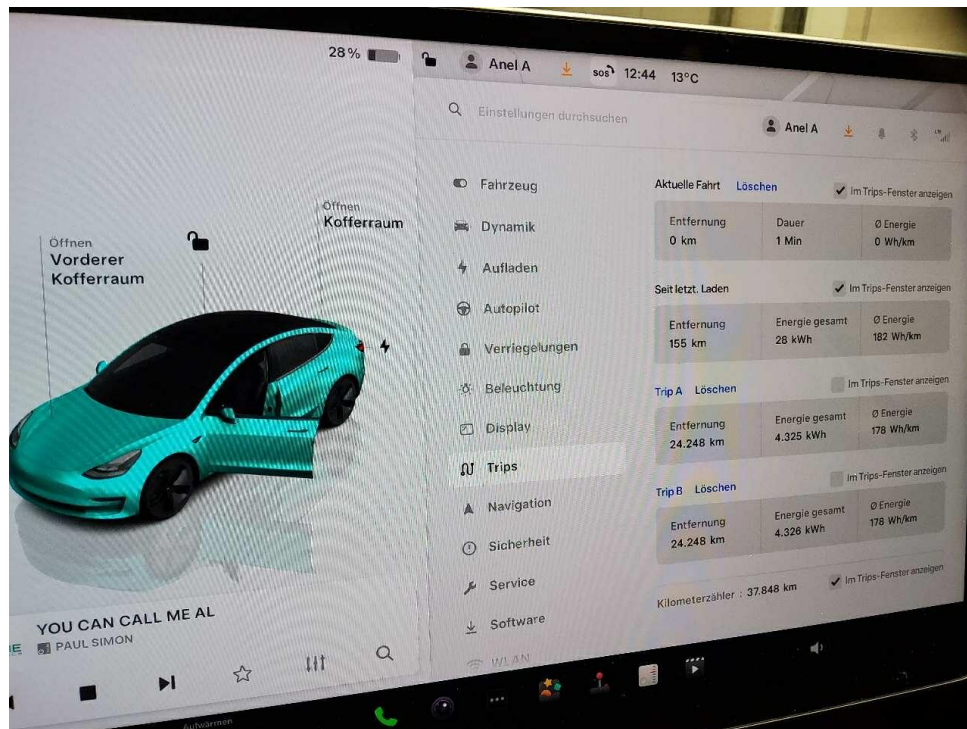 28 %
Anel A
sos
12:44
13°C
Einstellungen durchsuchen
Anel A
LTE
Öffnen
Vorderer
Kofferraum
Öffnen
Kofferraum
Fahrzeug
Dynamik
Aufladen
Autopilot
Verriegelungen
Beleuchtung
Display
Trips
Navigation
Sicherheit
Service
Software
WLAN
Aktuelle Fahrt Löschen Im Trips-Fenster anzeigen
Entfernung Dauer Ø Energie
0 km 1 Min 0 Wh/km
Seit letzt. Laden Im Trips-Fenster anzeigen
Entfernung Energie gesamt Ø Energie
155 km 28 kWh 182 Wh/km
Trip A Löschen Im Trips-Fenster anzeigen
Entfernung Energie gesamt Ø Energie
24.248 km 4.325 kWh 178 Wh/km
Trip B Löschen Im Trips-Fenster anzeigen
Entfernung Energie gesamt Ø Energie
24.248 km 4.326 kWh 178 Wh/km
Kilometerzähler : 37.848 km Im Trips-Fenster anzeigen
YOU CAN CALL ME AL
PAUL SIMON
Aufwärmen